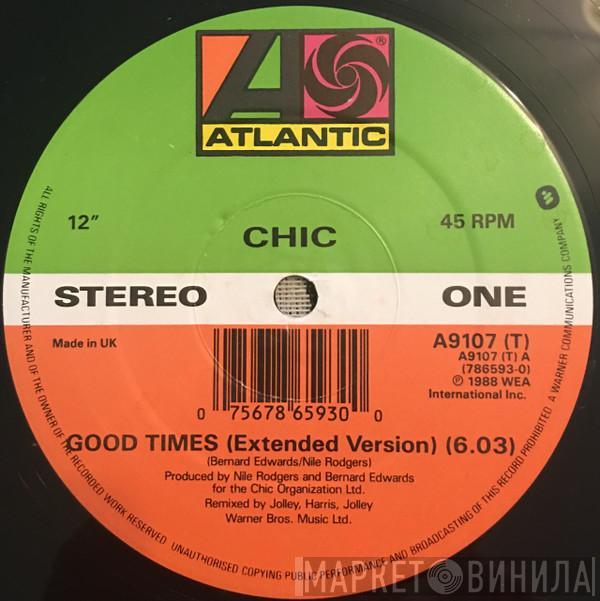 ATLANTIC
®
12"
45 RPM
CHIC
STEREO
ONE
Made in UK
A9107 (T)
A9107 (T) A
(786593-0)
℗ 1988 WEA
International Inc.
0 75678 65930 0
GOOD TIMES (Extended Version) (6.03)
(Bernard Edwards/Nile Rodgers)
Produced by Nile Rodgers and Bernard Edwards
for the Chic Organization Ltd.
Remixed by Jolley, Harris, Jolley
Warner Bros. Music Ltd.
ALL RIGHTS OF THE MANUFACTURER AND OF THE OWNER OF THE RECORDED WORK RESERVED UNAUTHORISED COPYING PUBLIC PERFORMANCE AND BROADCASTING OF THIS RECORD PROHIBITED A WARNER COMMUNICATIONS COMPANY
МАРКЕТ ВИНИЛА